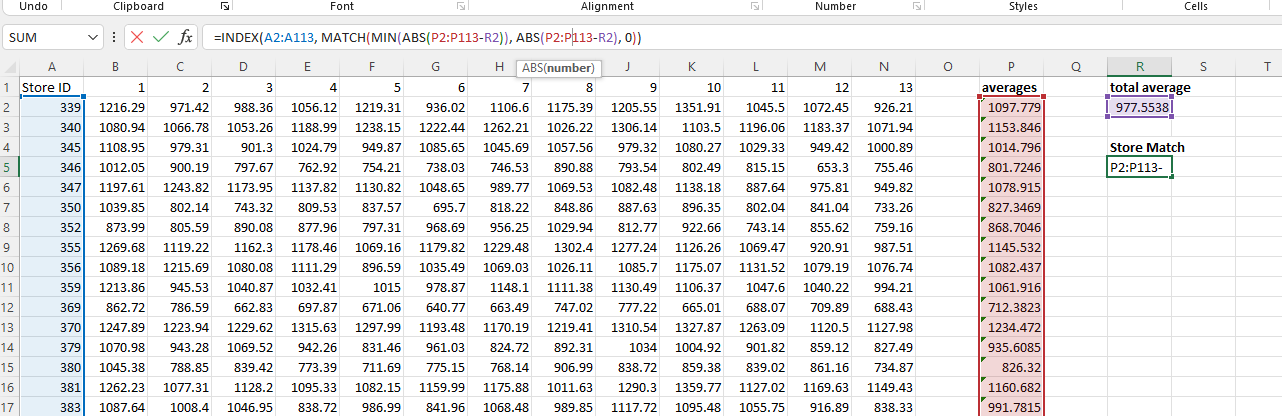 Undo Clipboard Font Alignment Number Styles Cells
SUM fx =INDEX(A2:A113, MATCH(MIN(ABS(P2:P113-R2)), ABS(P2:P113-R2), 0))
ABS(number)
A B C D E F G H J K L M N O P Q R S T
1 Store ID 1 2 3 4 5 6 7 8 9 10 11 12 13 averages total average
2 339 1216.29 971.42 988.36 1056.12 1219.31 936.02 1106.6 1175.39 1205.55 1351.91 1045.5 1072.45 926.21 1097.779 977.5538
3 340 1080.94 1066.78 1053.26 1188.99 1238.15 1222.44 1262.21 1026.22 1306.14 1103.5 1196.06 1183.37 1071.94 1153.846
4 345 1108.95 979.31 901.3 1024.79 949.87 1085.65 1045.69 1057.56 979.32 1080.27 1029.33 949.42 1000.89 1014.796 Store Match
5 346 1012.05 900.19 797.67 762.92 754.21 738.03 746.53 890.88 793.54 802.49 815.15 653.3 755.46 801.7246 P2:P113-
6 347 1197.61 1243.82 1173.95 1137.82 1130.82 1048.65 989.77 1069.53 1082.48 1138.18 887.64 975.81 949.82 1078.915
7 350 1039.85 802.14 743.32 809.53 837.57 695.7 818.22 848.86 887.63 896.35 802.04 841.04 733.26 827.3469
8 352 873.99 805.59 890.08 877.96 797.31 968.69 956.25 1029.94 812.77 922.66 743.14 855.62 759.16 868.7046
9 355 1269.68 1119.22 1162.3 1178.46 1069.16 1179.82 1229.48 1302.4 1277.24 1126.26 1069.47 920.91 987.51 1145.532
10 356 1089.18 1215.69 1080.08 1111.29 896.59 1035.49 1069.03 1026.11 1085.7 1175.07 1131.52 1079.19 1076.74 1082.437
11 359 1213.86 945.53 1040.87 1032.41 1015 978.87 1148.1 1111.38 1130.49 1106.37 1047.6 1040.22 994.21 1061.916
12 369 862.72 786.59 662.83 697.87 671.06 640.77 663.49 747.02 777.22 665.01 688.07 709.89 688.43 712.3823
13 370 1247.89 1223.94 1229.62 1315.63 1297.99 1193.48 1170.19 1219.41 1310.54 1327.87 1263.09 1120.5 1127.98 1234.472
14 379 1070.98 943.28 1069.52 942.26 831.46 961.03 824.72 892.31 1034 1004.92 901.82 859.12 827.49 935.6085
15 380 1045.38 788.85 839.42 773.39 711.69 775.15 768.14 906.99 838.72 859.38 839.02 861.16 734.87 826.32
16 381 1262.23 1077.31 1128.2 1095.33 1082.15 1159.99 1175.88 1011.63 1290.3 1359.77 1127.02 1169.63 1149.43 1160.682
17 383 1087.64 1008.4 1046.95 838.72 986.99 841.96 1068.48 989.85 1117.72 1095.48 1055.75 916.89 838.33 991.7815